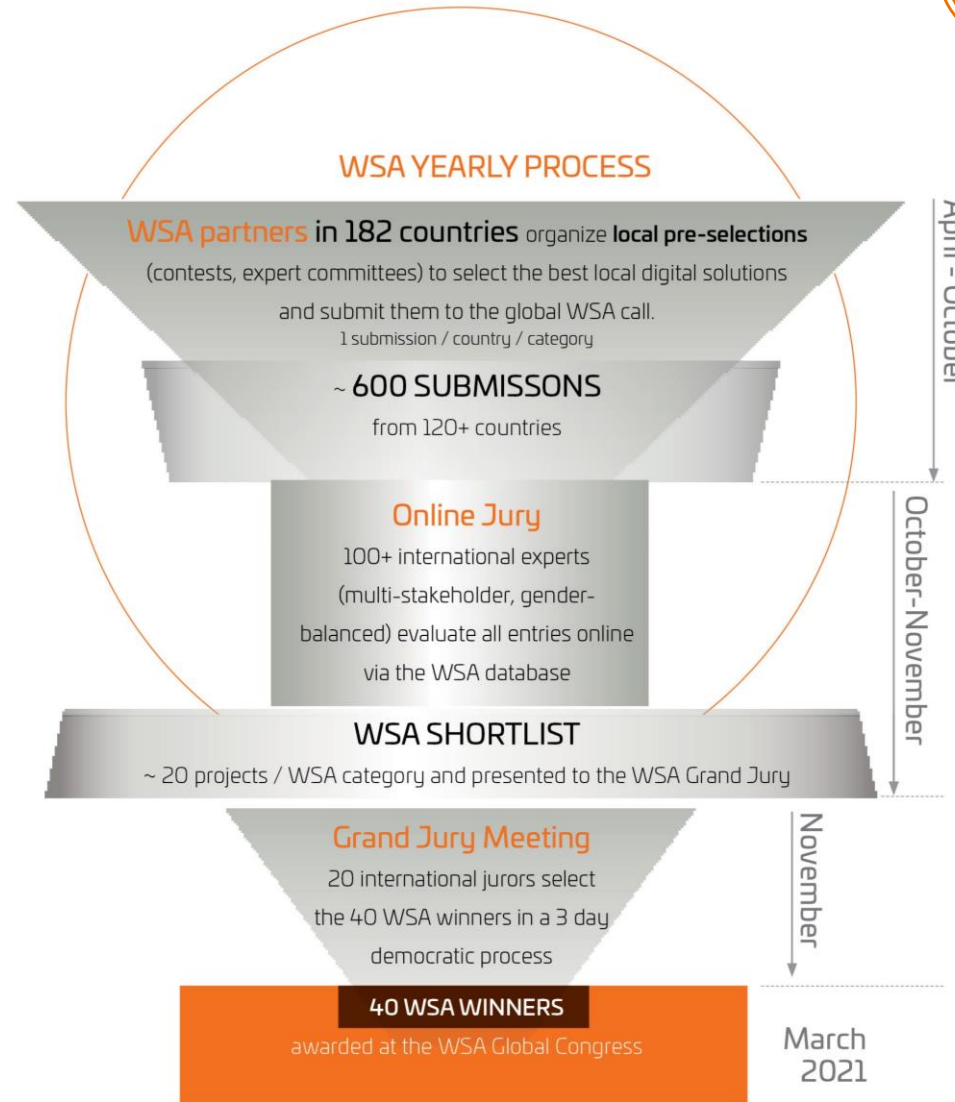 WSA YEARLY PROCESS
WSA partners in 182 countries organize local pre-selections
(contests, expert committees) to select the best local digital solutions
and submit them to the global WSA call.
1 submission / country / category
~ 600 SUBMISSONS
from 120+ countries
April - October
Online Jury
100+ international experts
(multi-stakeholder, gender-
balanced) evaluate all entries online
via the WSA database
October-November
WSA SHORTLIST
~ 20 projects / WSA category and presented to the WSA Grand Jury
Grand Jury Meeting
20 international jurors select
the 40 WSA winners in a 3 day
democratic process
November
40 WSA WINNERS
awarded at the WSA Global Congress
March
2021